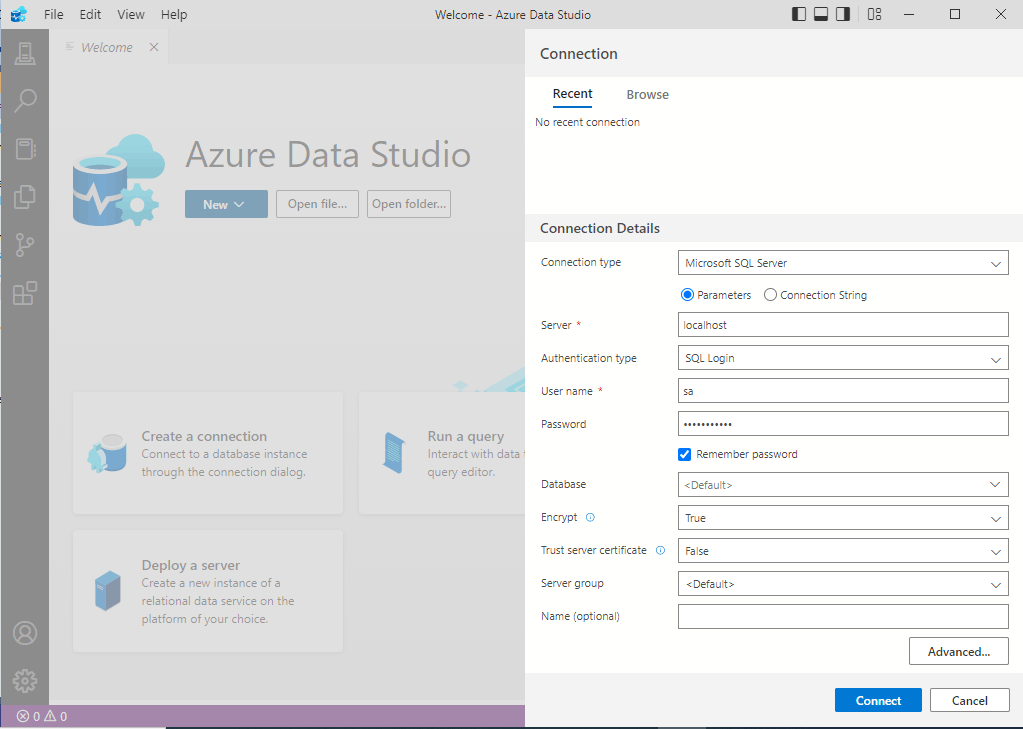 File Edit View Help Welcome - Azure Data Studio
Welcome
Azure Data Studio
New Open file... Open folder...
Create a connection
Connect to a database instance
through the connection dialog.
Run a query
Interact with data
query editor.
Deploy a server
Create a new instance of a
relational data service on the
platform of your choice.
0 0
Connection
Recent Browse
No recent connection
Connection Details
Connection type Microsoft SQL Server
Parameters Connection String
Server * localhost
Authentication type SQL Login
User name * sa
Password •••••••••••
Remember password
Database <Default>
Encrypt True
Trust server certificate False
Server group <Default>
Name (optional)
Advanced...
Connect Cancel